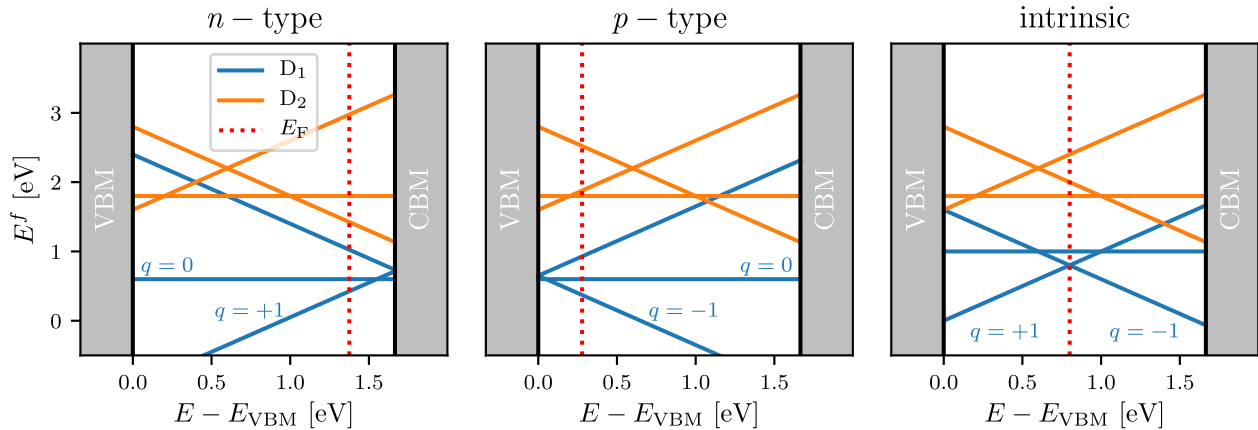 n − type
p − type
intrinsic
E^f [eV]
3
2
1
0
VBM
D₁
D₂
E_F
q = 0
q = +1
CBM
0.0 0.5 1.0 1.5
E − E_VBM [eV]
VBM
q = 0
q = −1
CBM
0.0 0.5 1.0 1.5
E − E_VBM [eV]
VBM
q = +1
q = −1
CBM
0.0 0.5 1.0 1.5
E − E_VBM [eV]